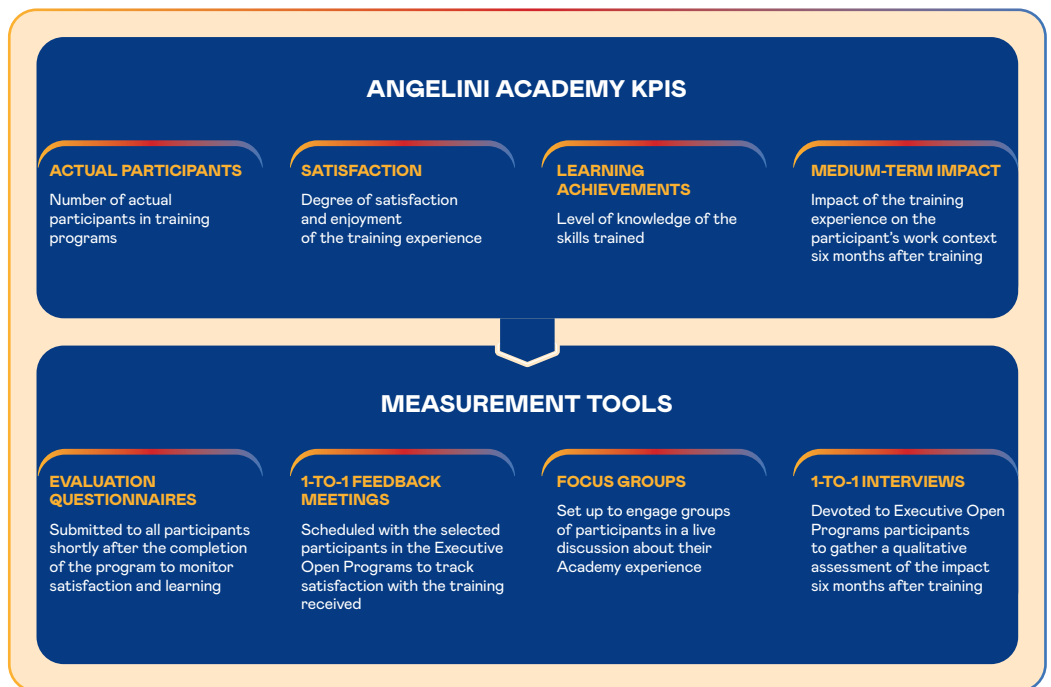 ANGELINI ACADEMY KPIS
ACTUAL PARTICIPANTS
Number of actual
participants in training
programs
SATISFACTION
Degree of satisfaction
and enjoyment
of the training experience
LEARNING
ACHIEVEMENTS
Level of knowledge of the
skills trained
MEDIUM-TERM IMPACT
Impact of the training
experience on the
participant's work context
six months after training
MEASUREMENT TOOLS
EVALUATION
QUESTIONNAIRES
Submitted to all participants
shortly after the completion
of the program to monitor
satisfaction and learning
1-TO-1 FEEDBACK
MEETINGS
Scheduled with the selected
participants in the Executive
Open Programs to track
satisfaction with the training
received
FOCUS GROUPS
Set up to engage groups
of participants in a live
discussion about their
Academy experience
1-TO-1 INTERVIEWS
Devoted to Executive Open
Programs participants
to gather a qualitative
assessment of the impact
six months after training